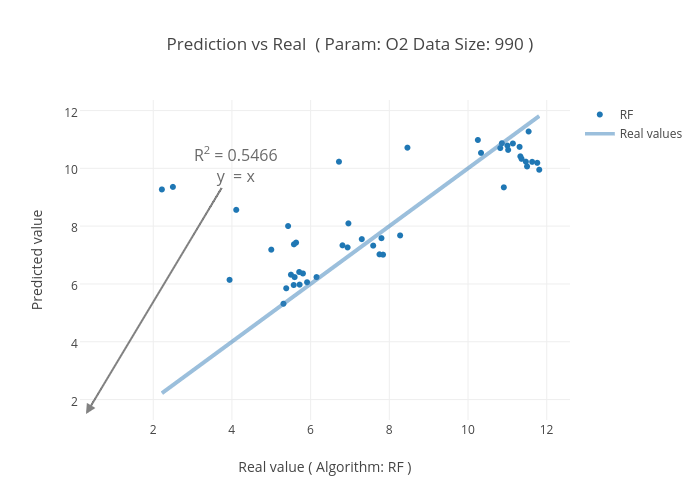 Prediction vs Real  ( Param: O2 Data Size: 990 )
12
10
8
6
4
2
Predicted value
R² = 0.5466
y  = x
RF
Real values
2
4
6
8
10
12
Real value ( Algorithm: RF )